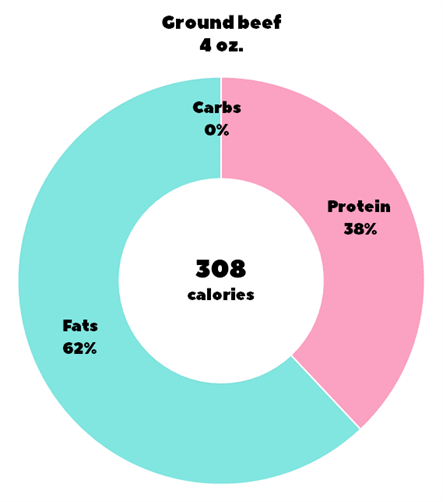 Ground beef
4 oz.
Carbs
0%
Protein
38%
308
calories
Fats
62%